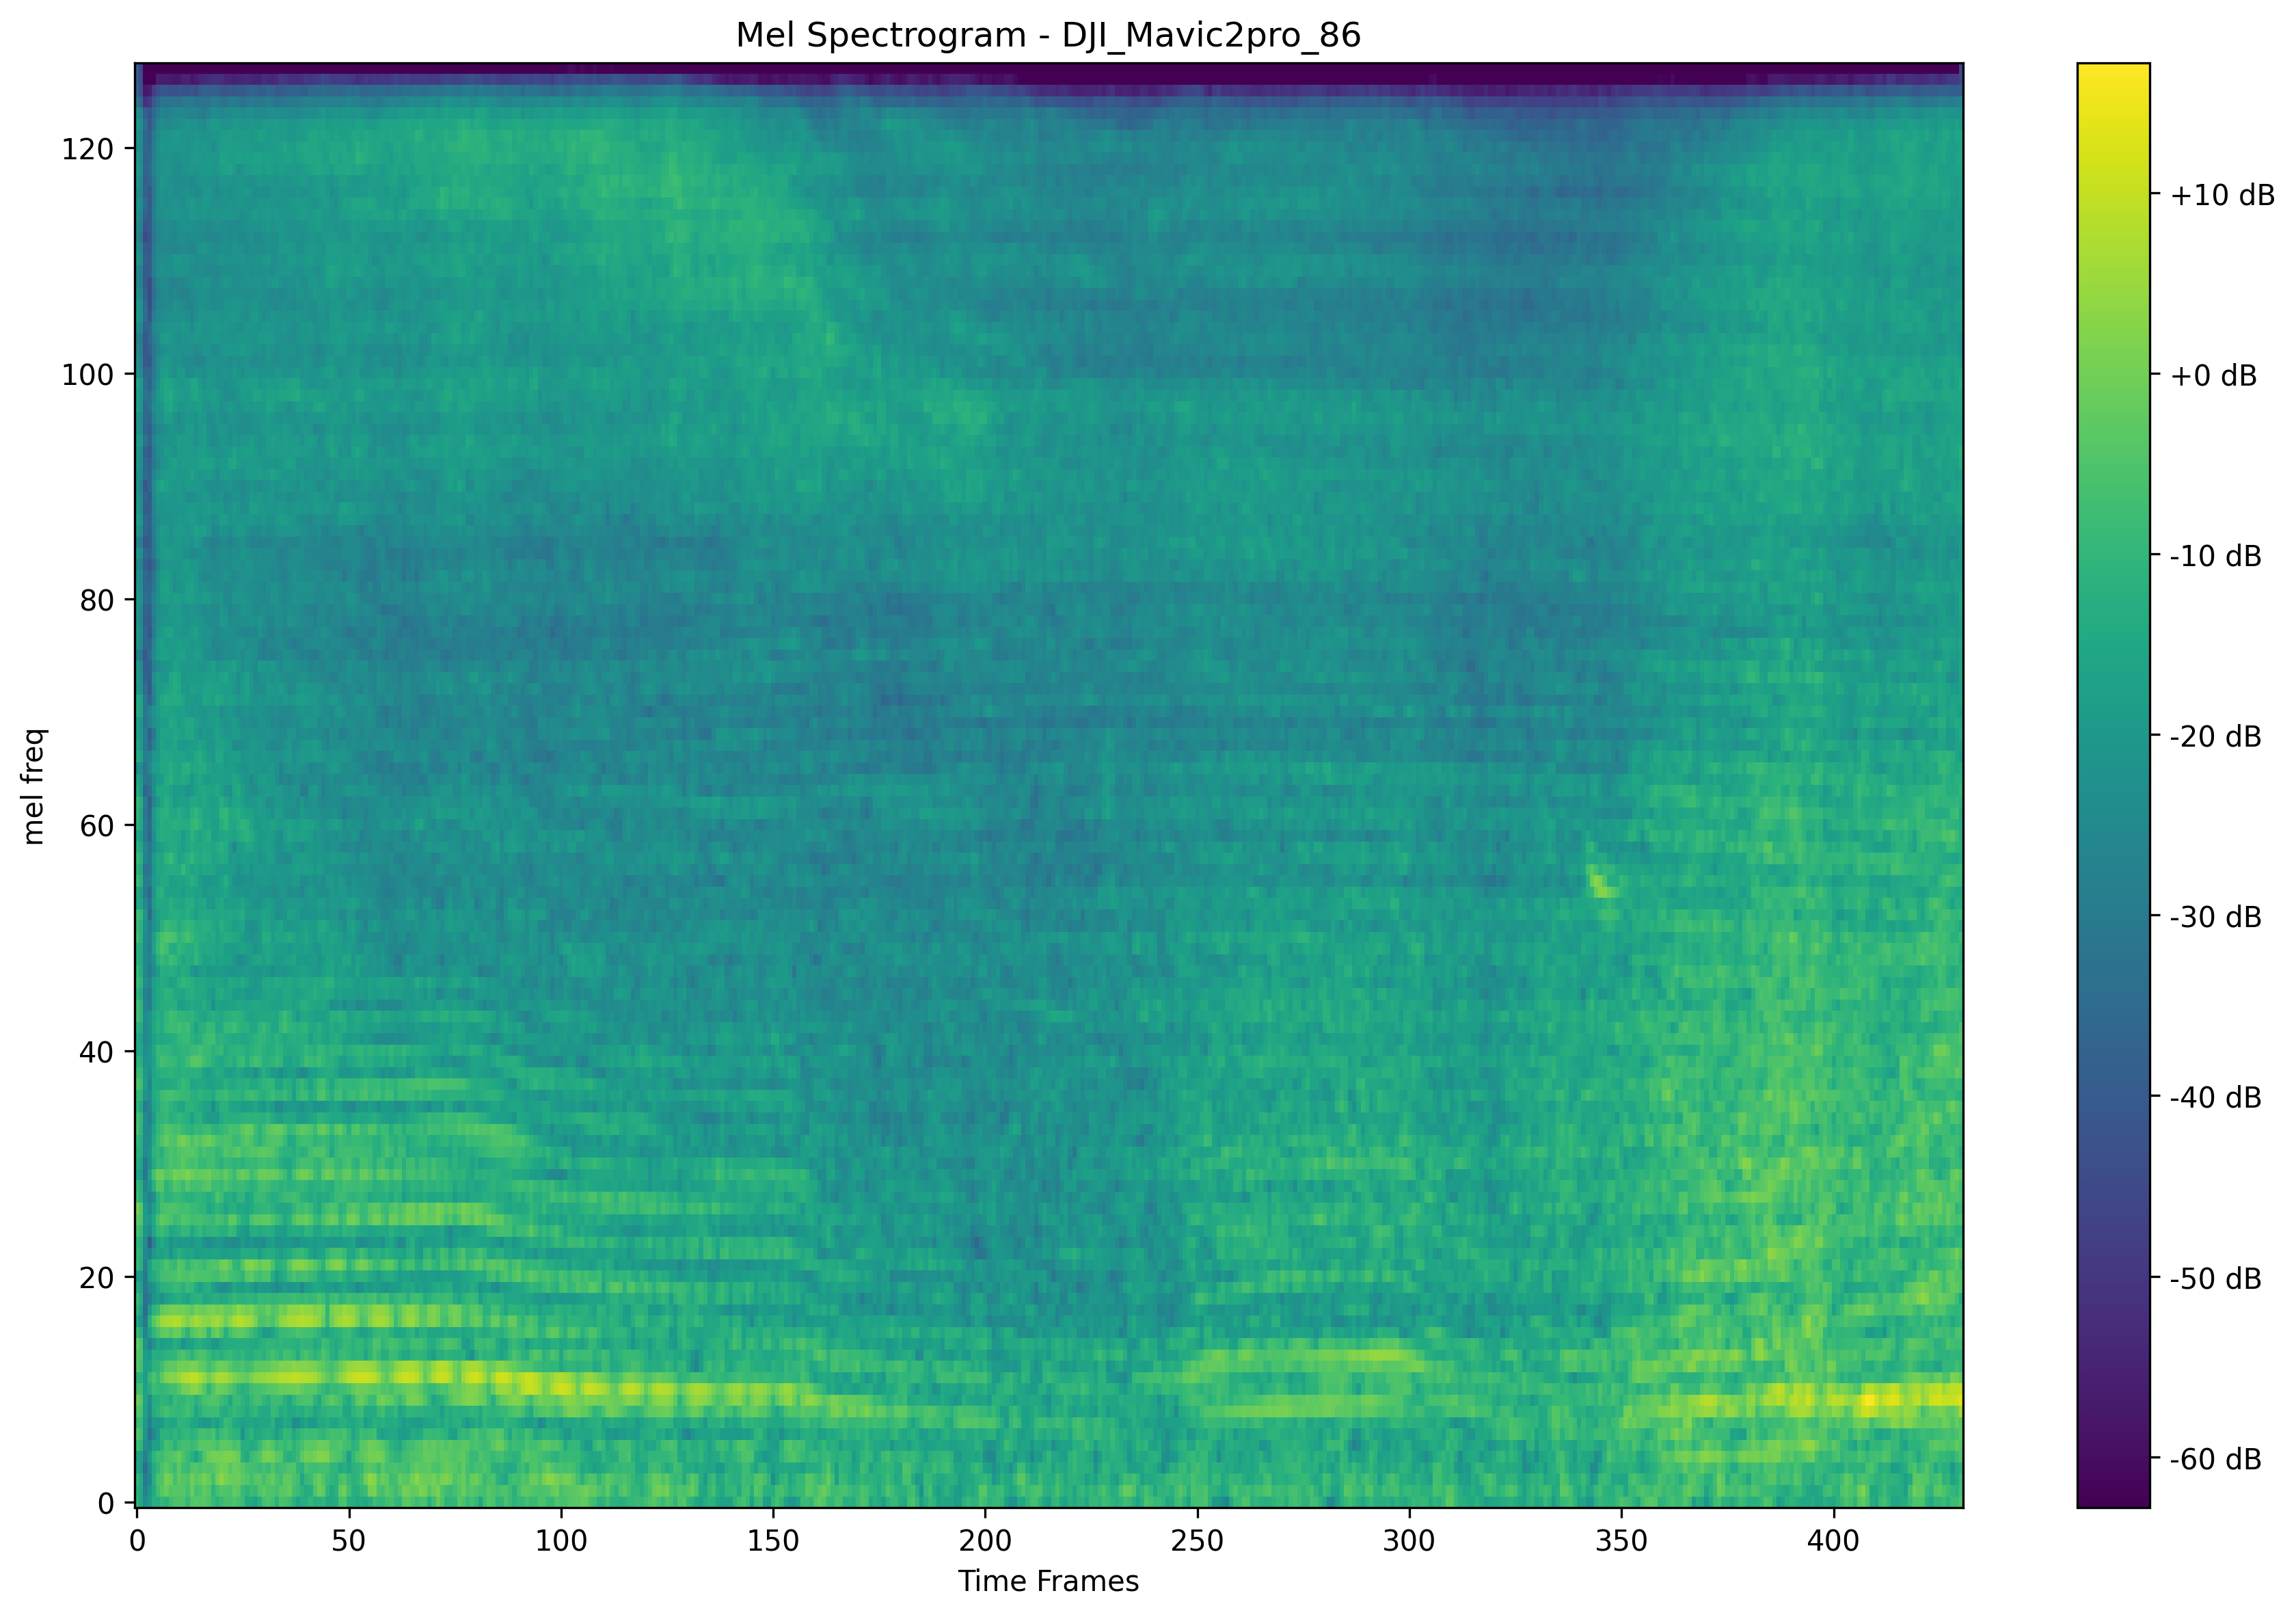 Mel Spectrogram - DJI_Mavic2pro_86
mel freq
120
100
80
60
40
20
0
0 50 100 150 200 250 300 350 400
Time Frames
+10 dB
+0 dB
-10 dB
-20 dB
-30 dB
-40 dB
-50 dB
-60 dB